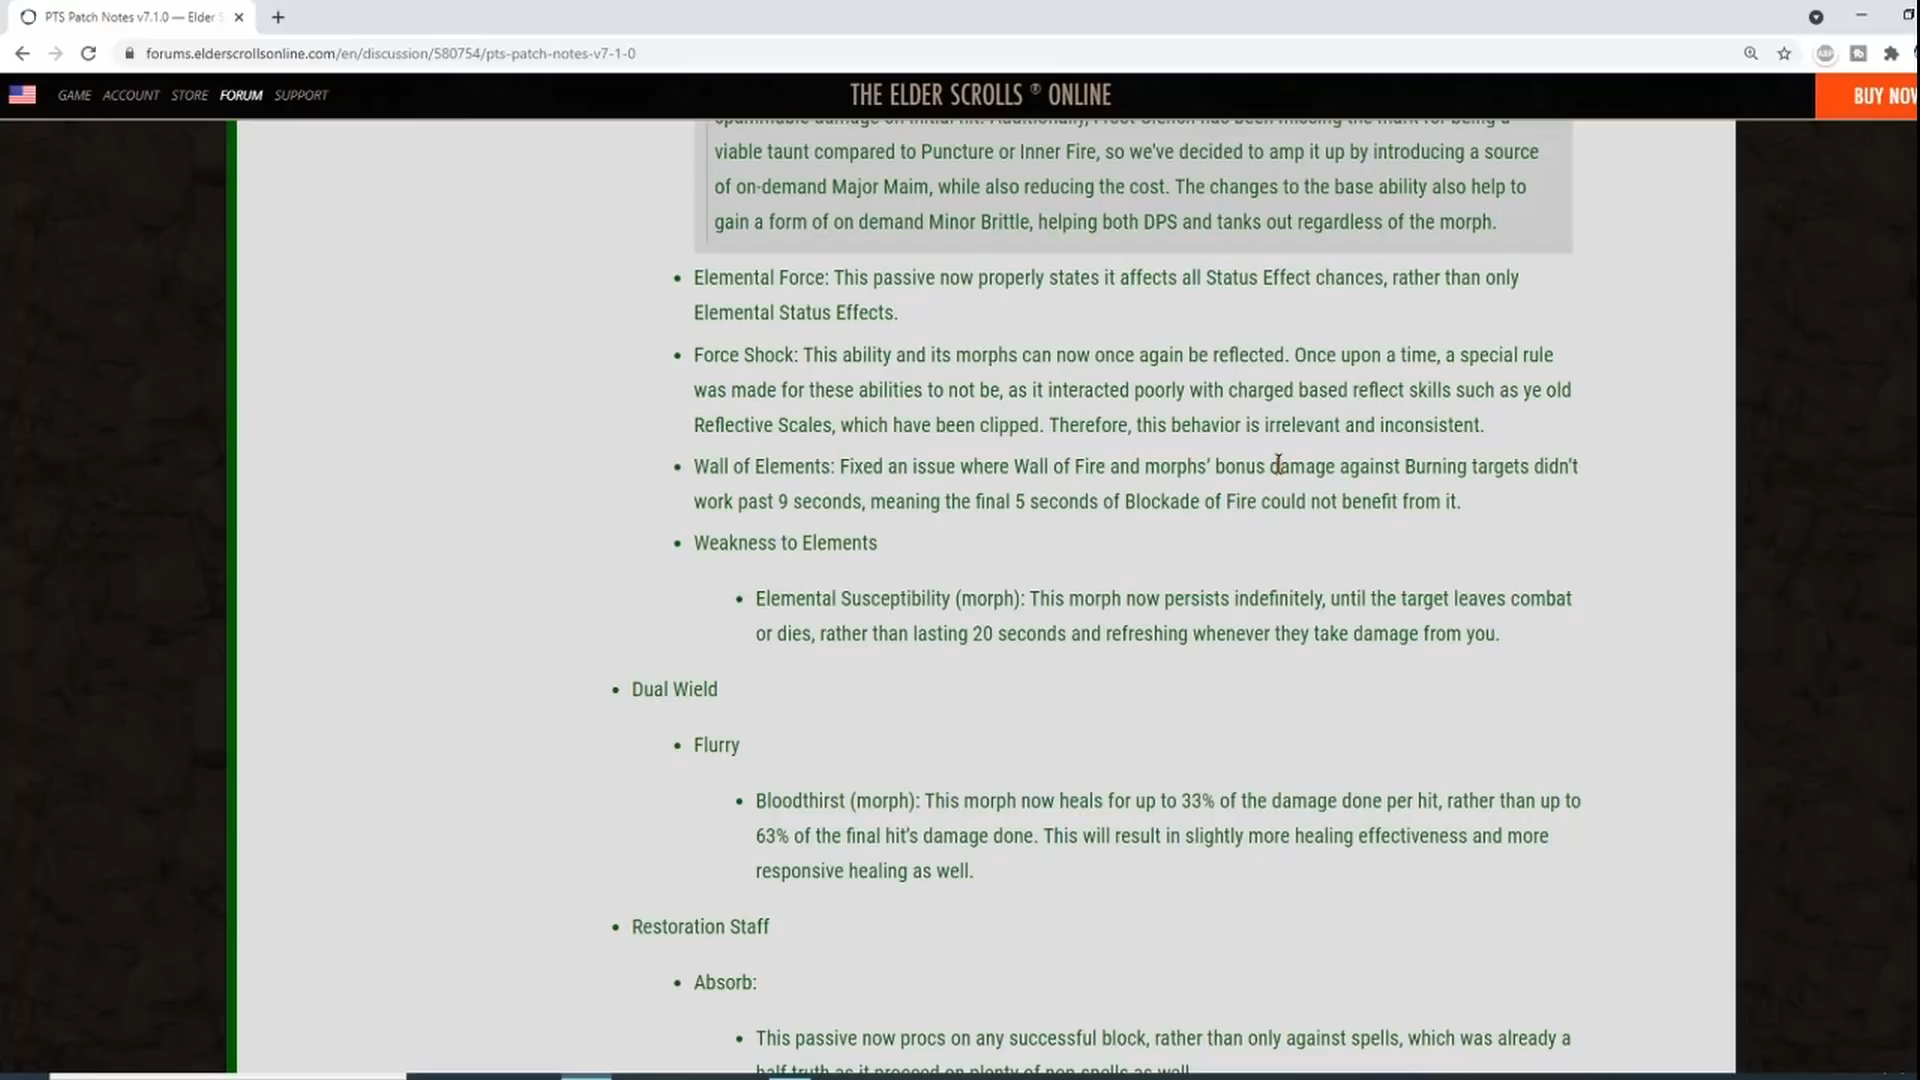 PTS Patch Notes v7.1.0 — Elder S
forums.elderscrollsonline.com/en/discussion/580754/pts-patch-notes-v7-1-0
ABP
GAME ACCOUNT STORE FORUM SUPPORT
THE ELDER SCROLLS ® ONLINE
BUY NOW
viable taunt compared to Puncture or Inner Fire, so we've decided to amp it up by introducing a source
of on-demand Major Maim, while also reducing the cost. The changes to the base ability also help to
gain a form of on demand Minor Brittle, helping both DPS and tanks out regardless of the morph.
• Elemental Force: This passive now properly states it affects all Status Effect chances, rather than only
Elemental Status Effects.
• Force Shock: This ability and its morphs can now once again be reflected. Once upon a time, a special rule
was made for these abilities to not be, as it interacted poorly with charged based reflect skills such as ye old
Reflective Scales, which have been clipped. Therefore, this behavior is irrelevant and inconsistent.
• Wall of Elements: Fixed an issue where Wall of Fire and morphs’ bonus damage against Burning targets didn't
work past 9 seconds, meaning the final 5 seconds of Blockade of Fire could not benefit from it.
• Weakness to Elements
• Elemental Susceptibility (morph): This morph now persists indefinitely, until the target leaves combat
or dies, rather than lasting 20 seconds and refreshing whenever they take damage from you.
• Dual Wield
• Flurry
• Bloodthirst (morph): This morph now heals for up to 33% of the damage done per hit, rather than up to
63% of the final hit's damage done. This will result in slightly more healing effectiveness and more
responsive healing as well.
• Restoration Staff
• Absorb:
• This passive now procs on any successful block, rather than only against spells, which was already a
half truth as it procced on plenty of non spells as well